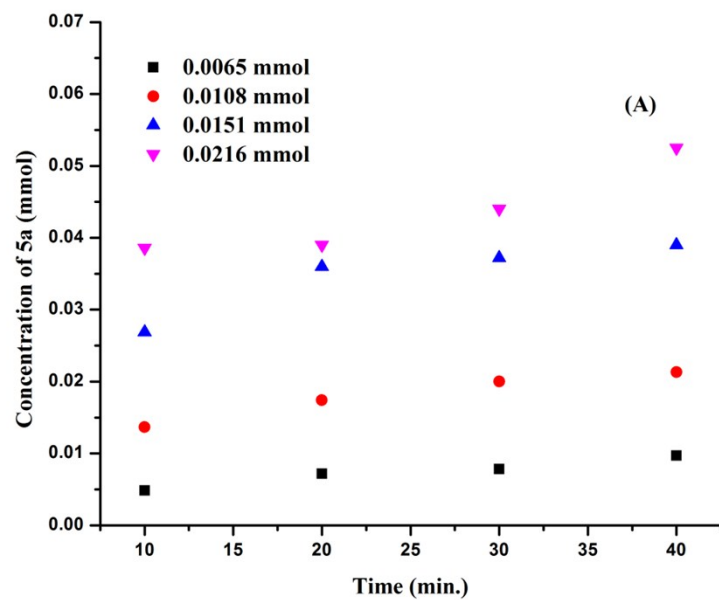 0.07
0.06
0.05
0.04
0.03
0.02
0.01
0.00
Concentration of 5a (mmol)
0.0065 mmol
0.0108 mmol
0.0151 mmol
0.0216 mmol
(A)
10 15 20 25 30 35 40
Time (min.)